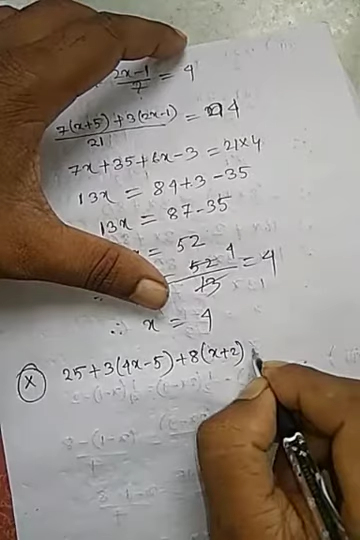 2x-1/7 = 4
7(x+5)+3(2x-1)/21 = 4
7x+35+6x-3 = 21×4
13x = 84+3-35
13x = 87-35
= 52
= 52/13 4 = 4
∴ x = 4
(x) 25+3(4x-5)+8(x+2)